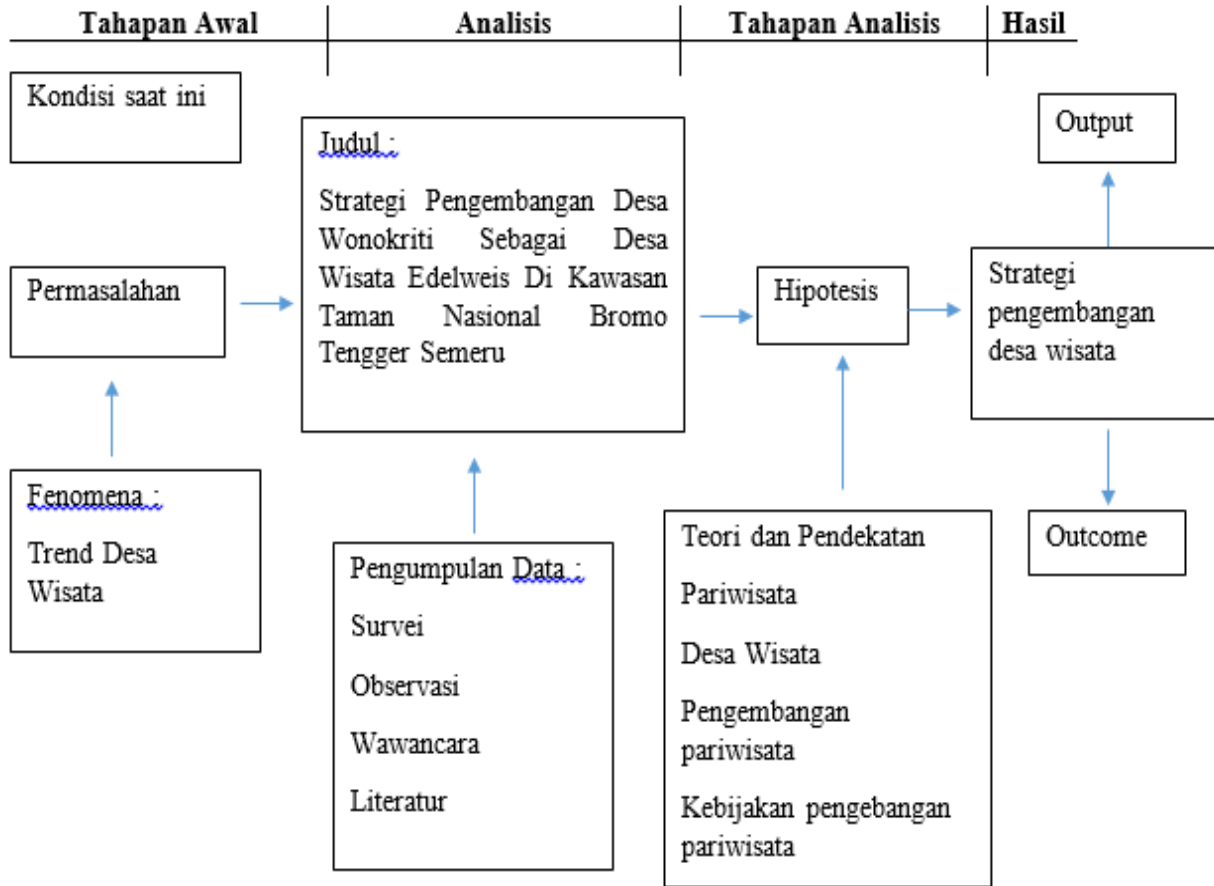 Tahapan Awal
Analisis
Tahapan Analisis
Hasil
Kondisi saat ini
Permasalahan
Fenomena :
Trend Desa
Wisata
Judul :
Strategi Pengembangan Desa
Wonokriti Sebagai Desa
Wisata Edelweis Di Kawasan
Taman Nasional Bromo
Tengger Semeru
Pengumpulan Data :
Survei
Observasi
Wawancara
Literatur
Hipotesis
Teori dan Pendekatan
Pariwisata
Desa Wisata
Pengembangan
pariwisata
Kebijakan pengebangan
pariwisata
Output
Strategi
pengembangan
desa wisata
Outcome